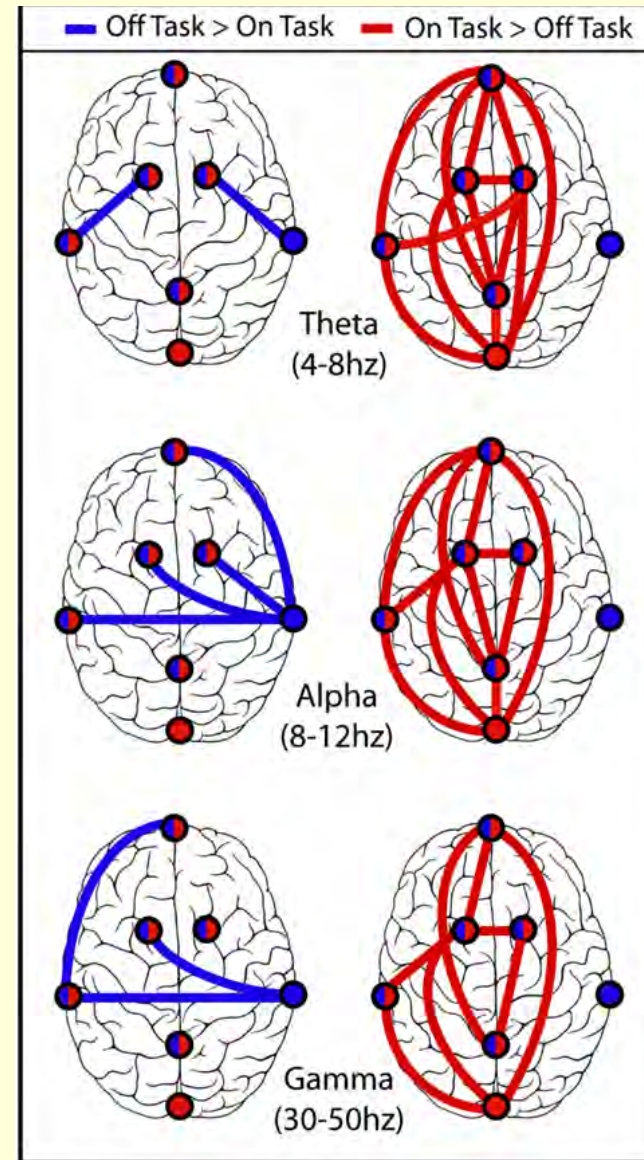 Off Task > On Task On Task > Off Task
Theta
(4-8hz)
Alpha
(8-12hz)
Gamma
(30-50hz)